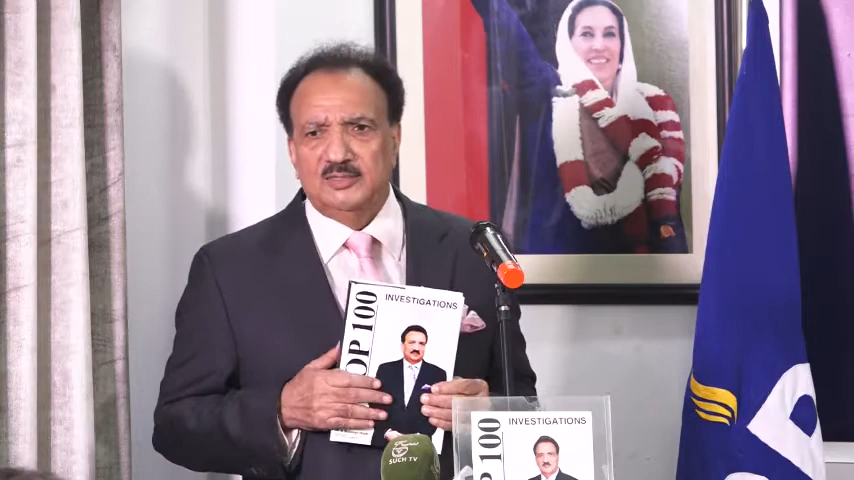 INVESTIGATIONS
OP 100
SUCH TV
INVESTIGATIONS
P 100